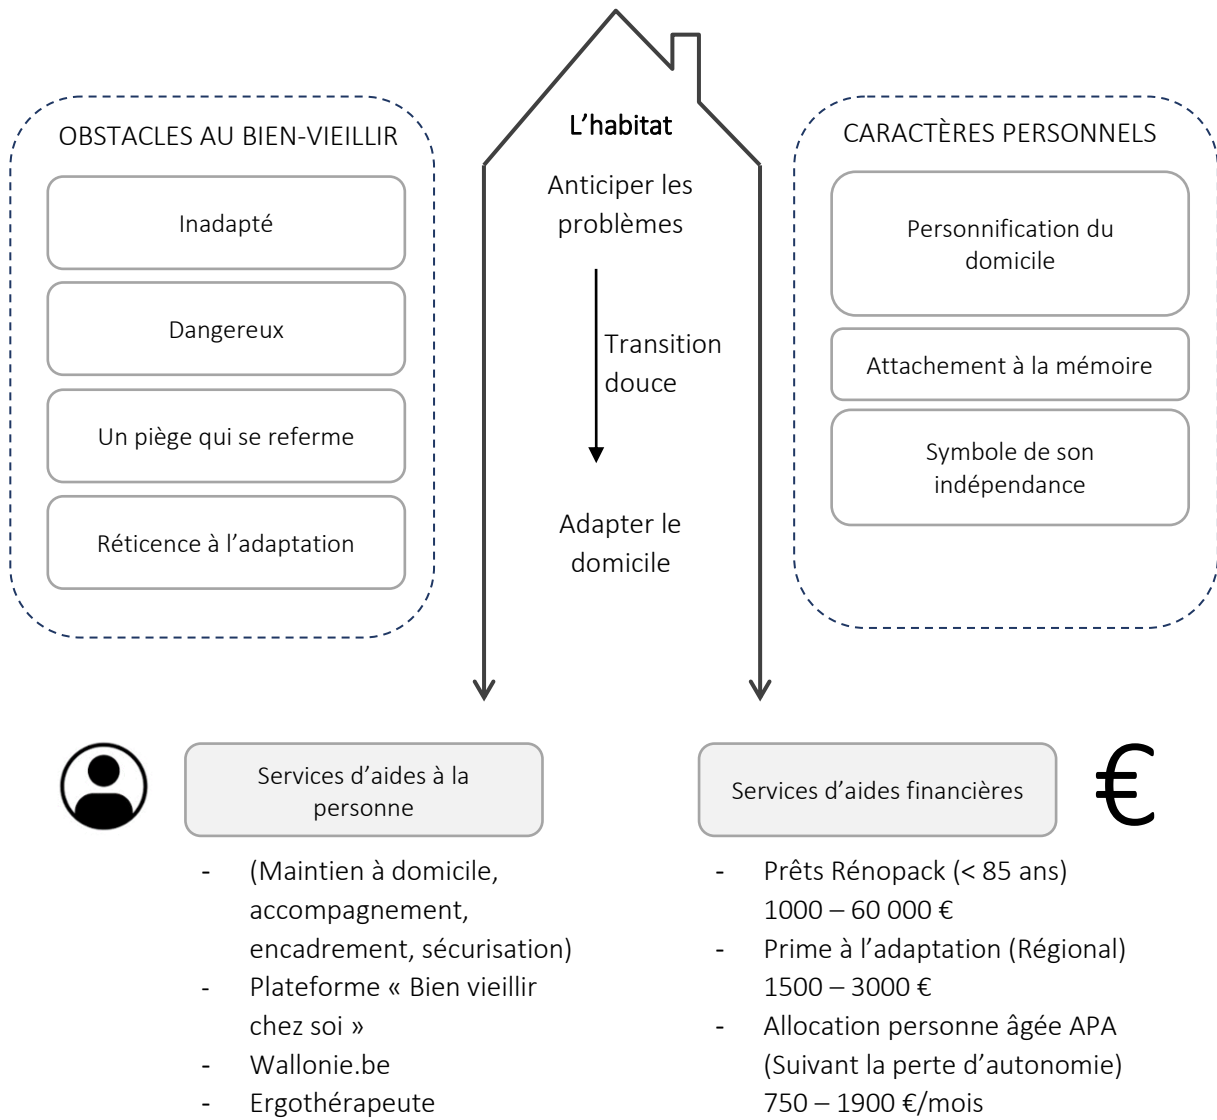 OBSTACLES AU BIEN-VIEILLIR
Inadapté
Dangereux
Un piège qui se referme
Réticence à l’adaptation
L’habitat
Anticiper les
problèmes
Transition
douce
Adapter le
domicile
CARACTÈRES PERSONNELS
Personnification du
domicile
Attachement à la mémoire
Symbole de son
indépendance
Services d’aides à la
personne
- (Maintien à domicile,
accompagnement,
encadrement, sécurisation)
- Plateforme « Bien vieillir
chez soi »
- Wallonie.be
- Ergothérapeute
Services d’aides financières
€
- Prêts Rénopack (< 85 ans)
1000 – 60 000 €
- Prime à l’adaptation (Régional)
1500 – 3000 €
- Allocation personne âgée APA
(Suivant la perte d’autonomie)
750 – 1900 €/mois